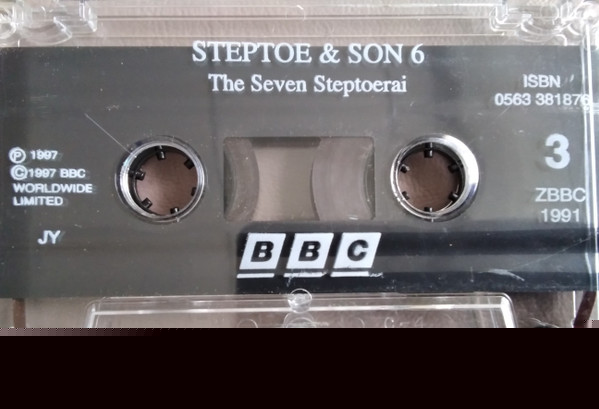 STEPTOE & SON 6
The Seven Steptoerai
ISBN
0563 381876
3
ZBBC
1991
Ⓟ 1997
©1997 BBC
WORLDWIDE
LIMITED
JY
BBC